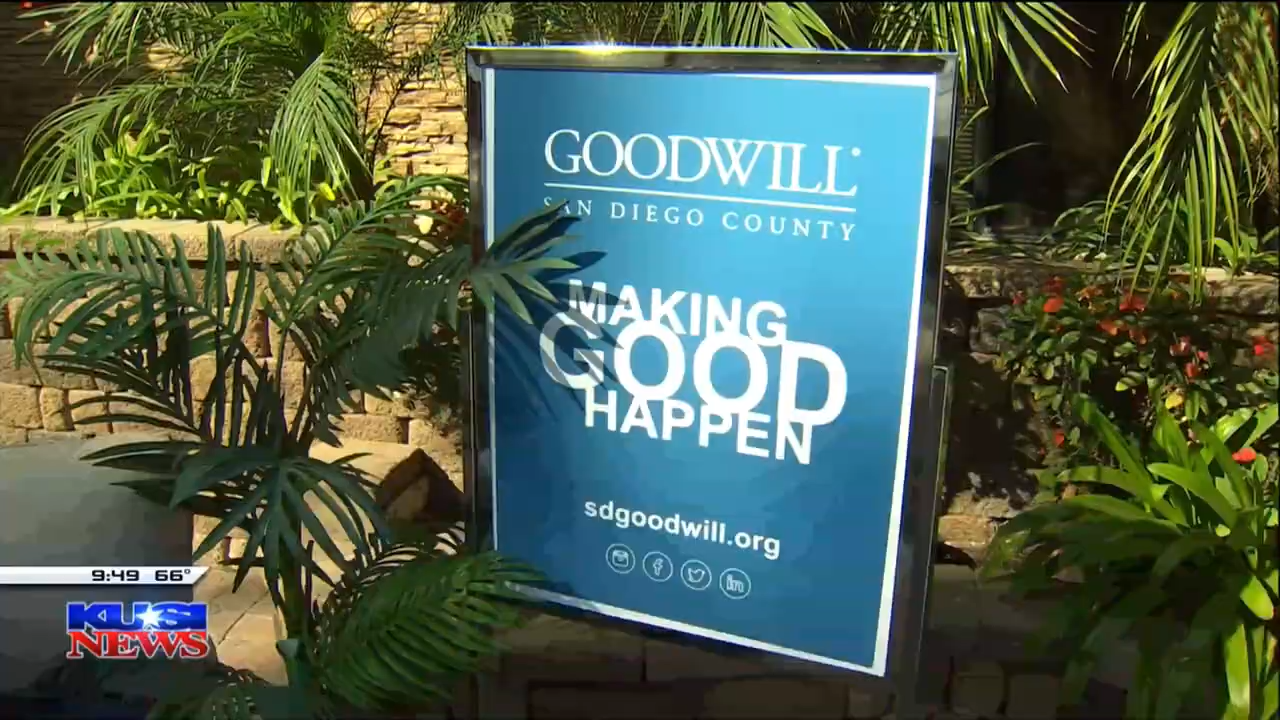 GOODWILL®
SAN DIEGO COUNTY
MAKING
GOOD
HAPPEN
sdgoodwill.org
9:49 66°
KUSI
NEWS